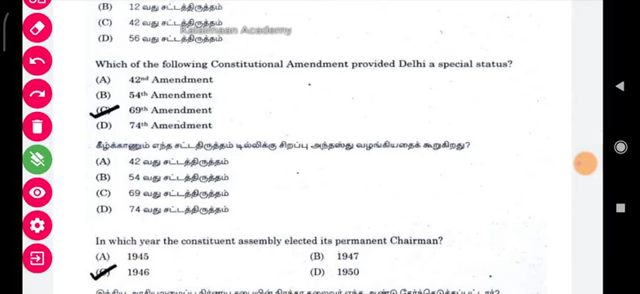 (B) 12 வது சட்டத்திருத்தம்
(C) 42 வது சட்டத்திருத்தம்
Kalaimaan Academy
(D) 56 வது சட்டத்திருத்தம்
Which of the following Constitutional Amendment provided Delhi a special status?
(A) 42nd Amendment
(B) 54th Amendment
(C) 69th Amendment
(D) 74th Amendment
கீழ்க்காணும் எந்த சட்டதிருத்தம் டில்லிக்கு சிறப்பு அந்தஸ்து வழங்கியதைக் கூறுகிறது?
(A) 42 வது சட்டத்திருத்தம்
(B) 54 வது சட்டத்திருத்தம்
(C) 69 வது சட்டத்திருத்தம்
(D) 74 வது சட்டத்திருத்தம்
In which year the constituent assembly elected its permanent Chairman?
(A) 1945 (B) 1947
(C) 1946 (D) 1950